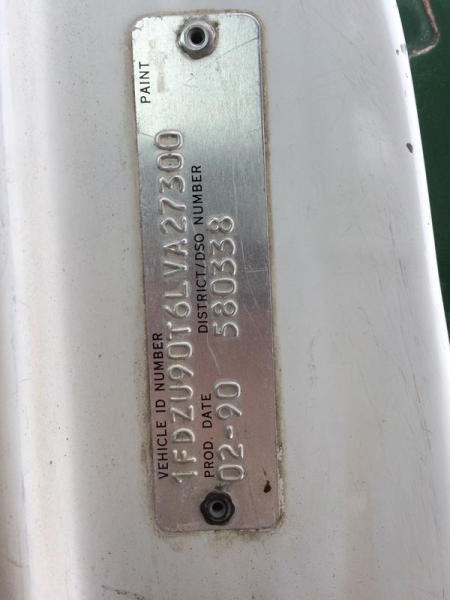 VEHICLE ID NUMBER PAINT
1FDZU90T6LVA27300
PROD. DATE DISTRICT/DSO NUMBER
02-90 580338